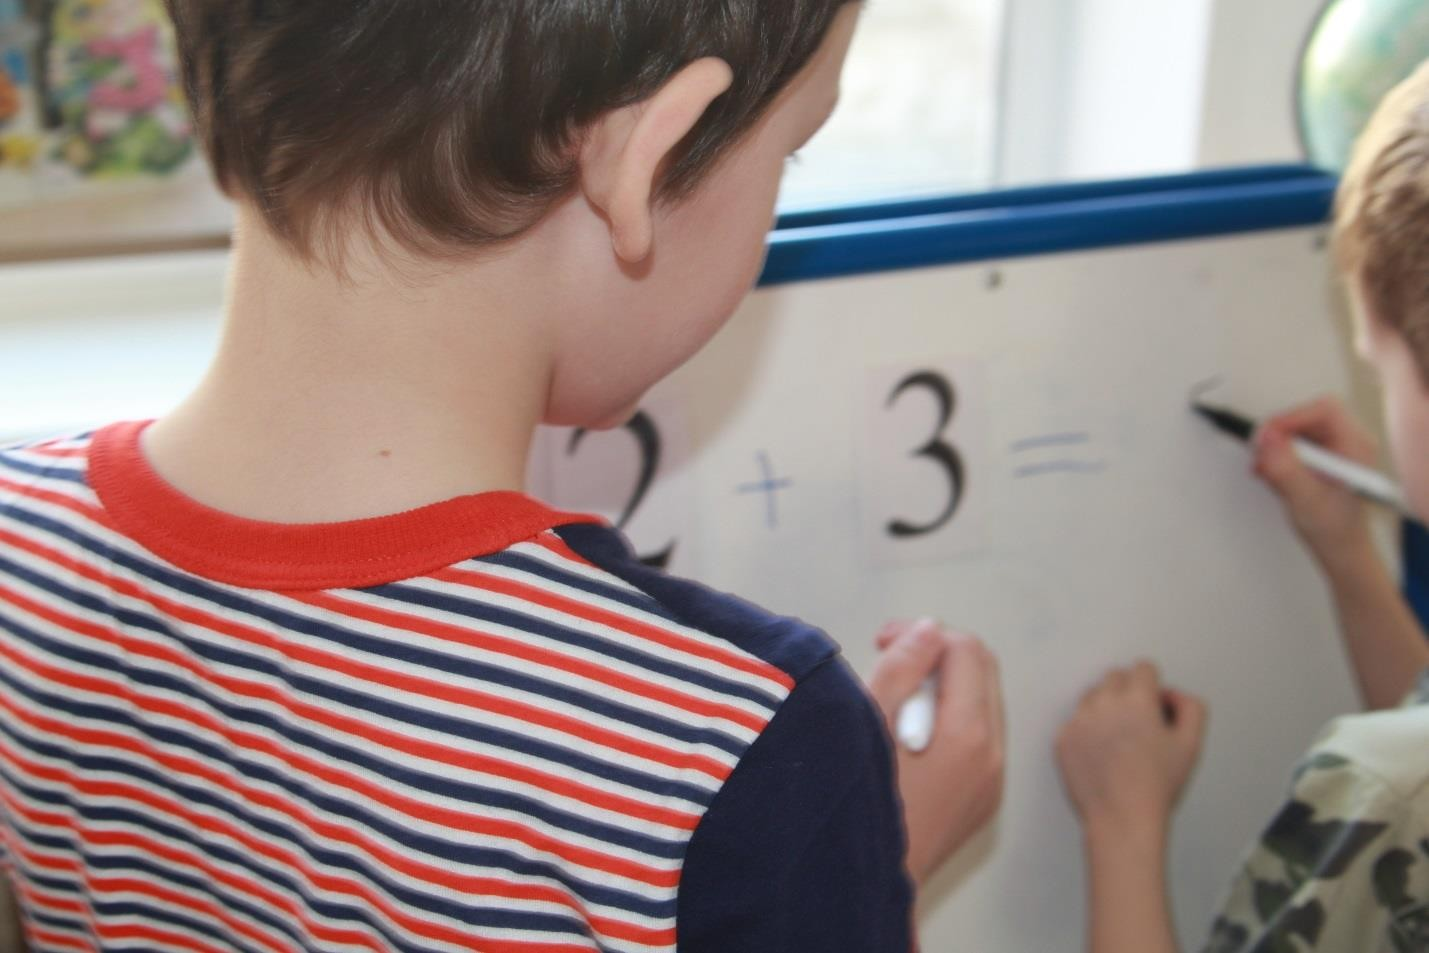 2 + 3 =